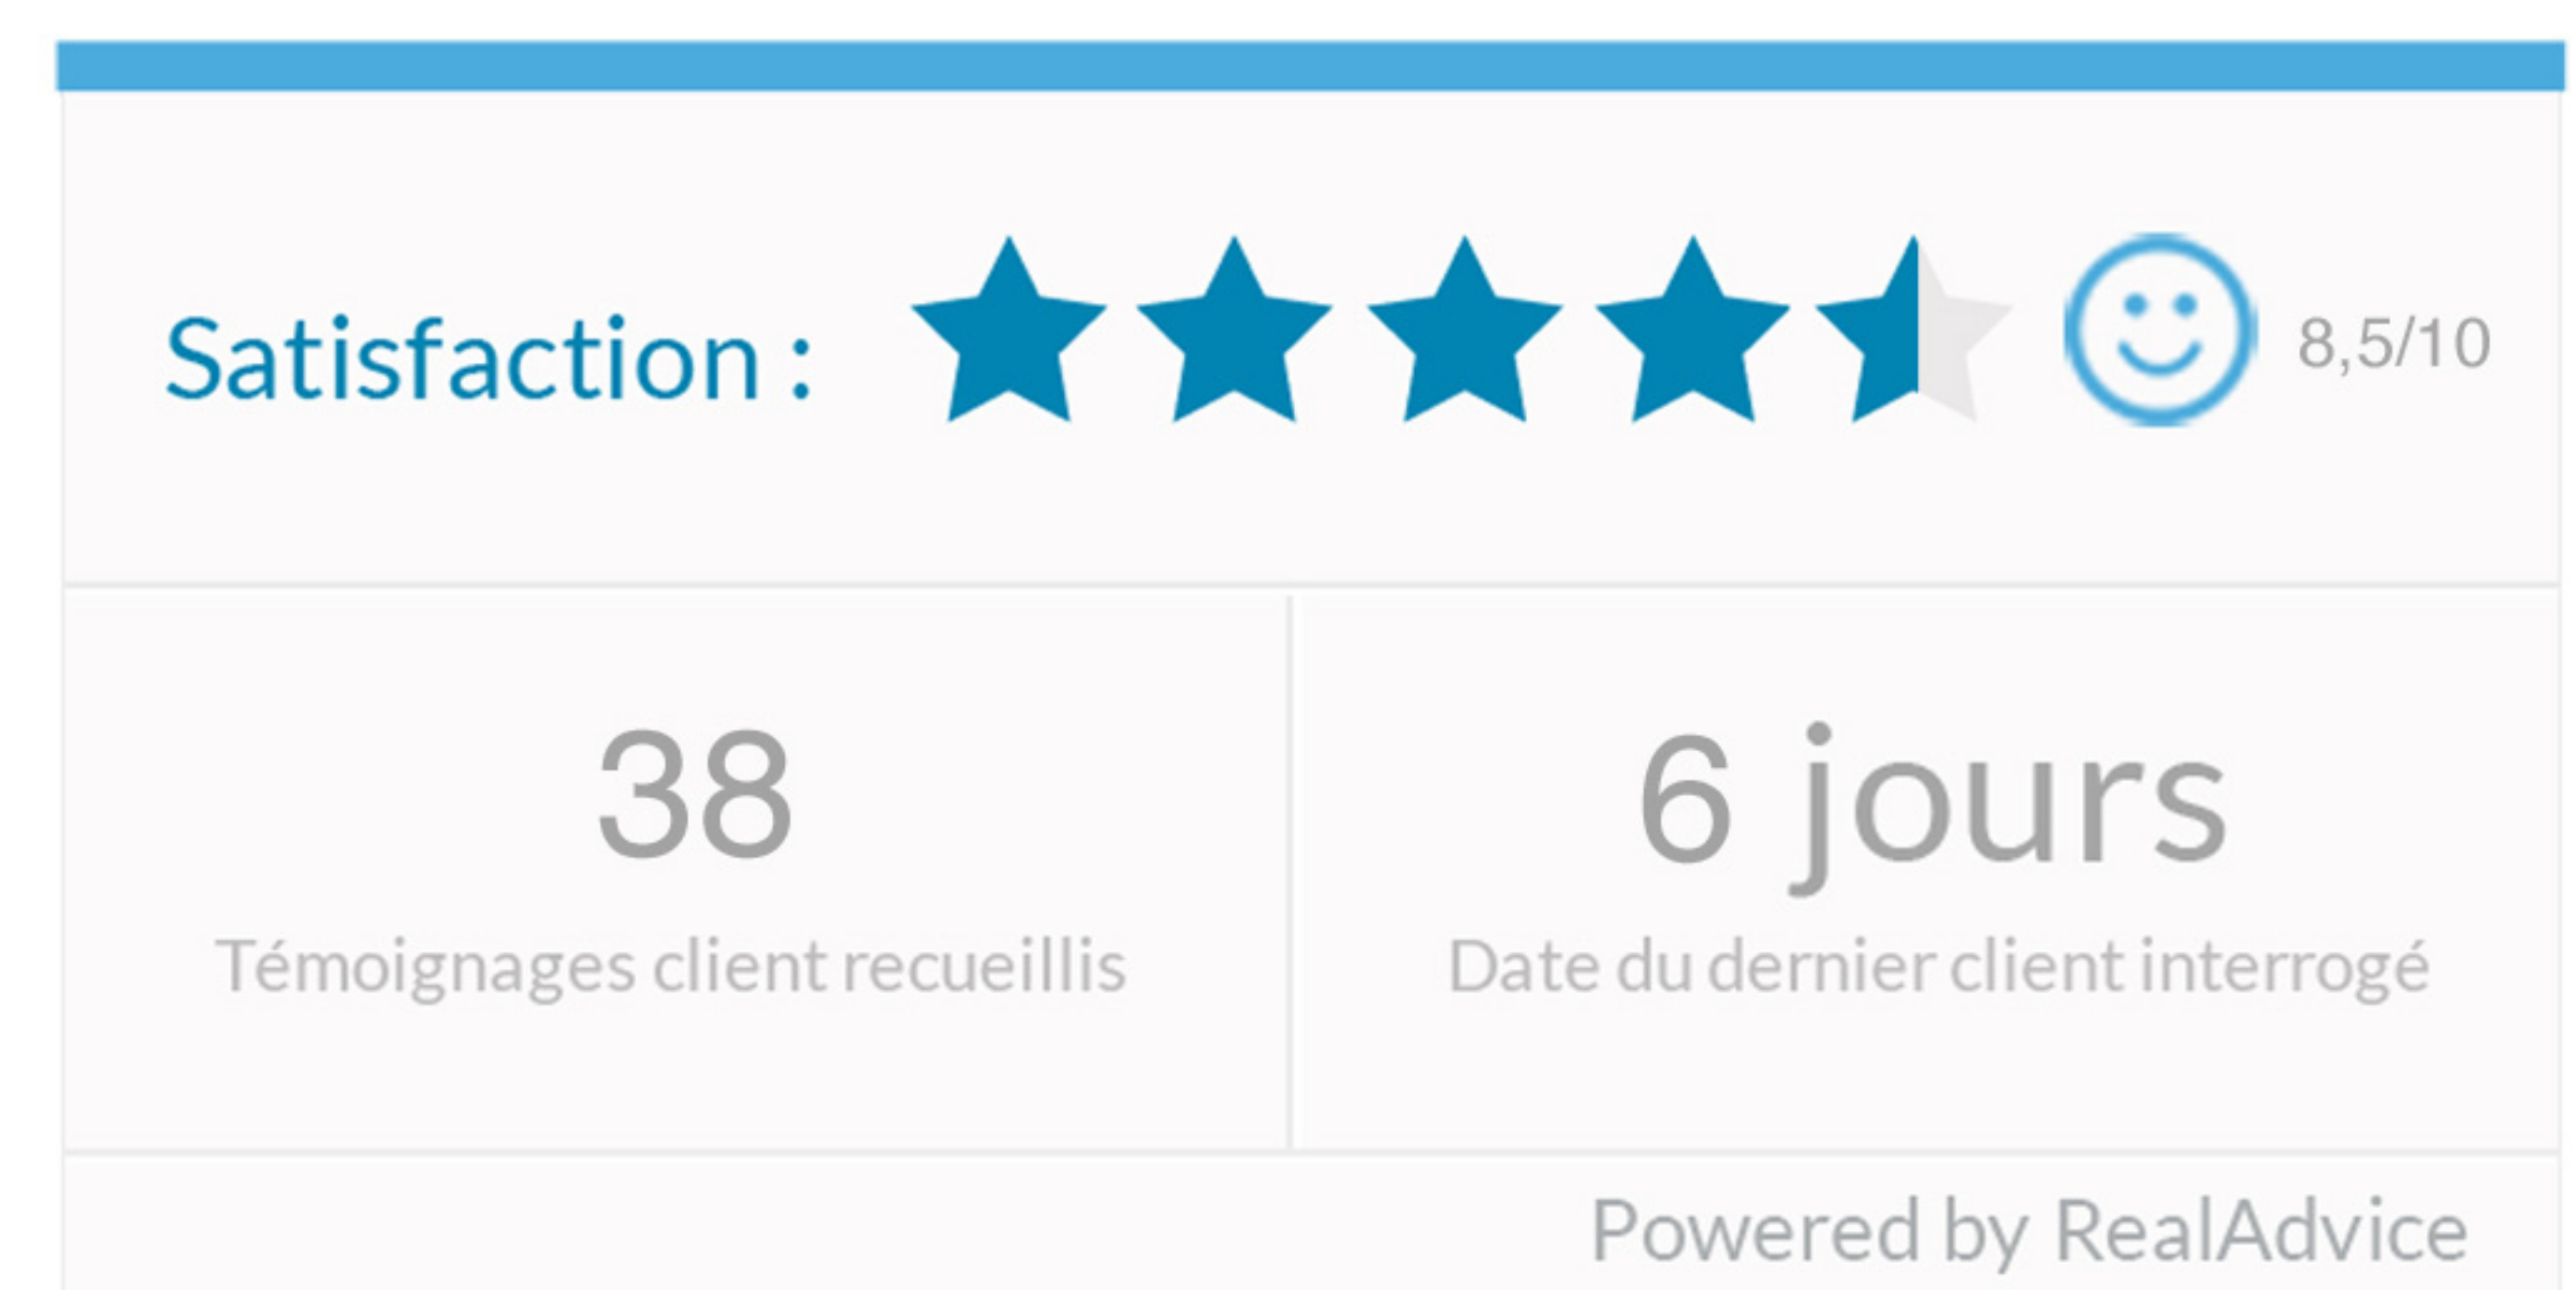 Satisfaction : 8,5/10
38
Témoignages client recueillis
6 jours
Date du dernier client interrogé
Powered by RealAdvice